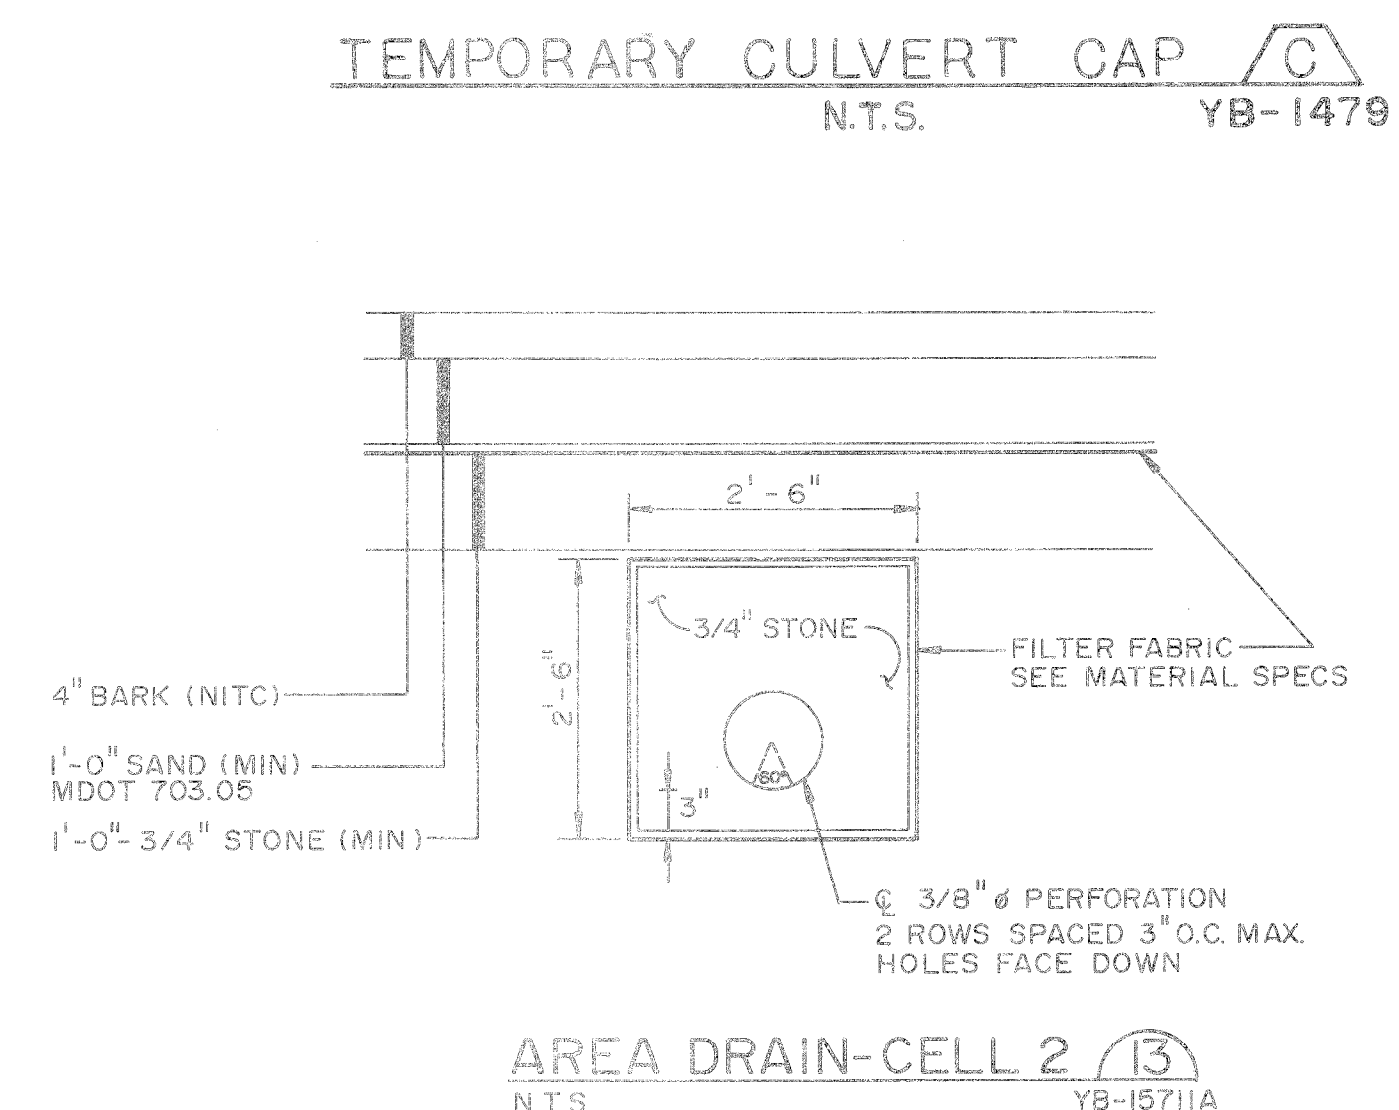 TEMPORARY CULVERT CAP C
N.T.S.
YB-1479
2'-6"
3/4" STONE
2'-6"
FILTER FABRIC
SEE MATERIAL SPECS
4" BARK (NITC)
1'-0" SAND (MIN)
MDOT 703.05
1'-0"-3/4" STONE (MIN)
60°
3"
℄ 3/8" ø PERFORATION
2 ROWS SPACED 3" O.C. MAX.
HOLES FACE DOWN
AREA DRAIN-CELL 2 13
NTS
YB-15711A